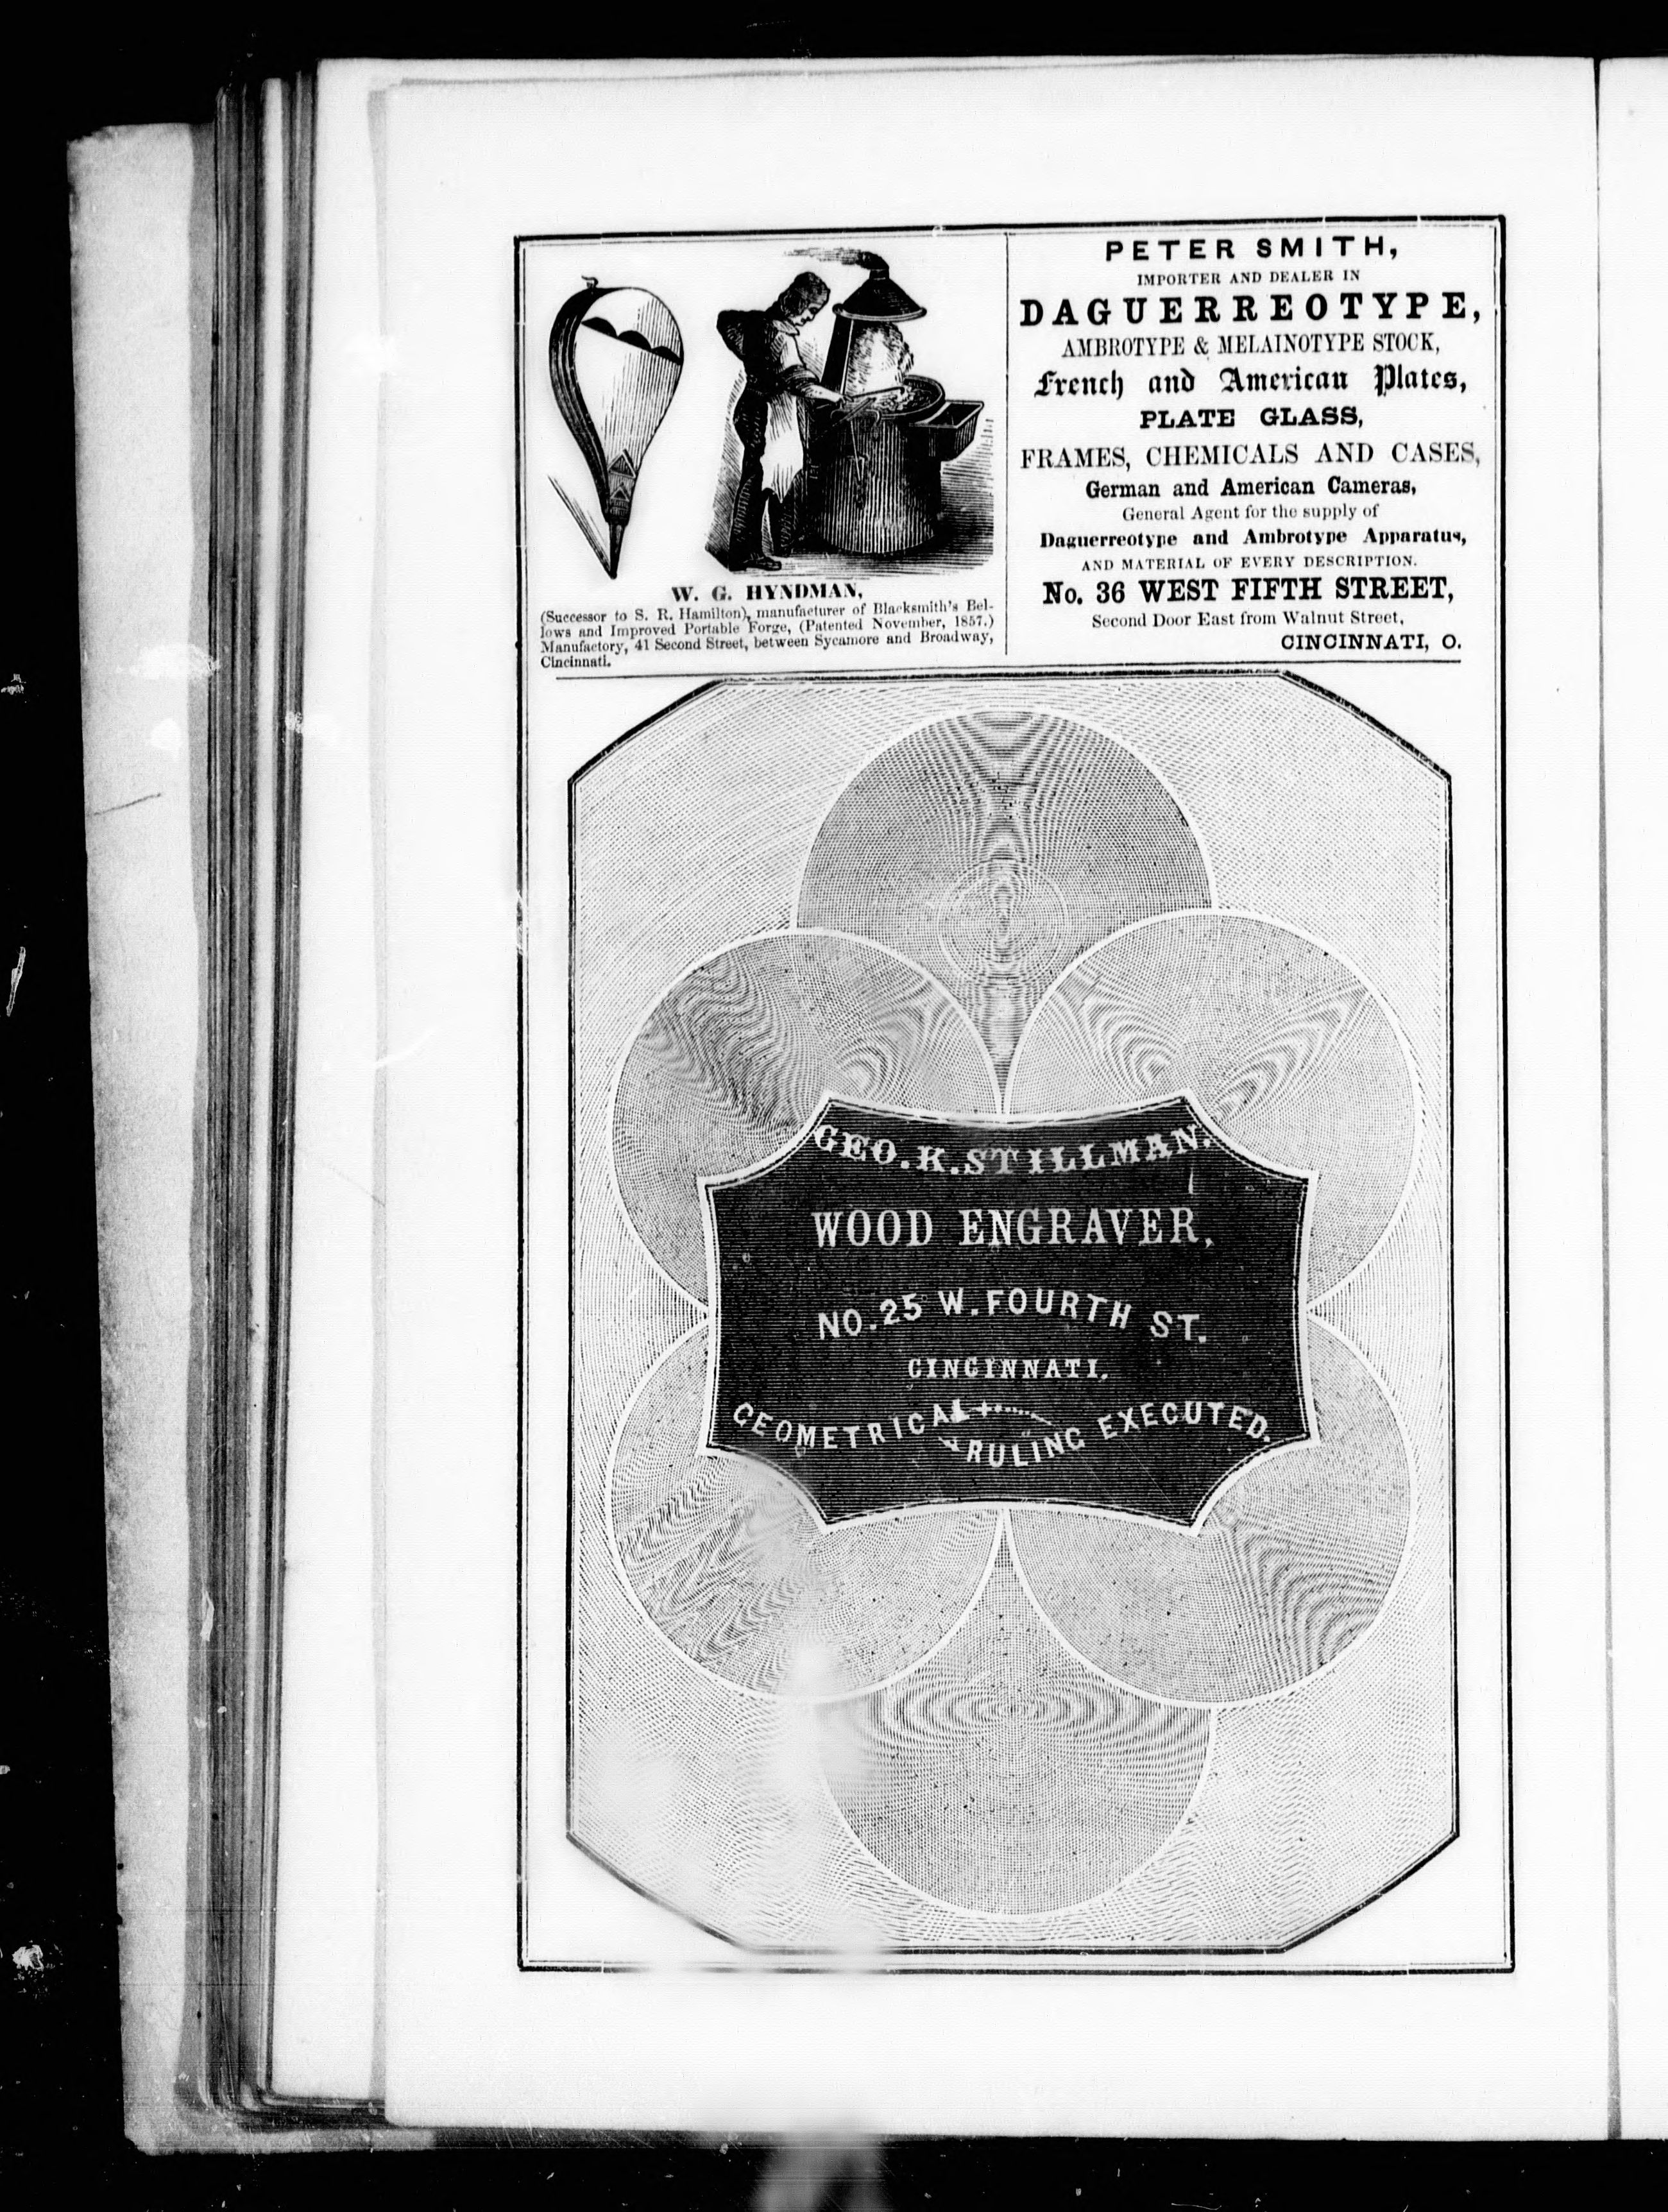 W. G. HYNDMAN,
(Successor to S. R. Hamilton), manufacturer of Blacksmith's Bel-
lows and Improved Portable Forge, (Patented November, 1857.)
Manufactory, 41 Second Street, between Sycamore and Broadway,
Cincinnati.
PETER SMITH,
IMPORTER AND DEALER IN
DAGUERREOTYPE,
AMBROTYPE & MELAINOTYPE STOCK,
French and American Plates,
PLATE GLASS,
FRAMES, CHEMICALS AND CASES,
German and American Cameras,
General Agent for the supply of
Daguerreotype and Ambrotype Apparatus,
AND MATERIAL OF EVERY DESCRIPTION.
No. 36 WEST FIFTH STREET,
Second Door East from Walnut Street,
CINCINNATI, O.
GEO. K. STILLMAN.
WOOD ENGRAVER,
NO. 25 W. FOURTH ST.
CINCINNATI.
GEOMETRICAL RULING EXECUTED.